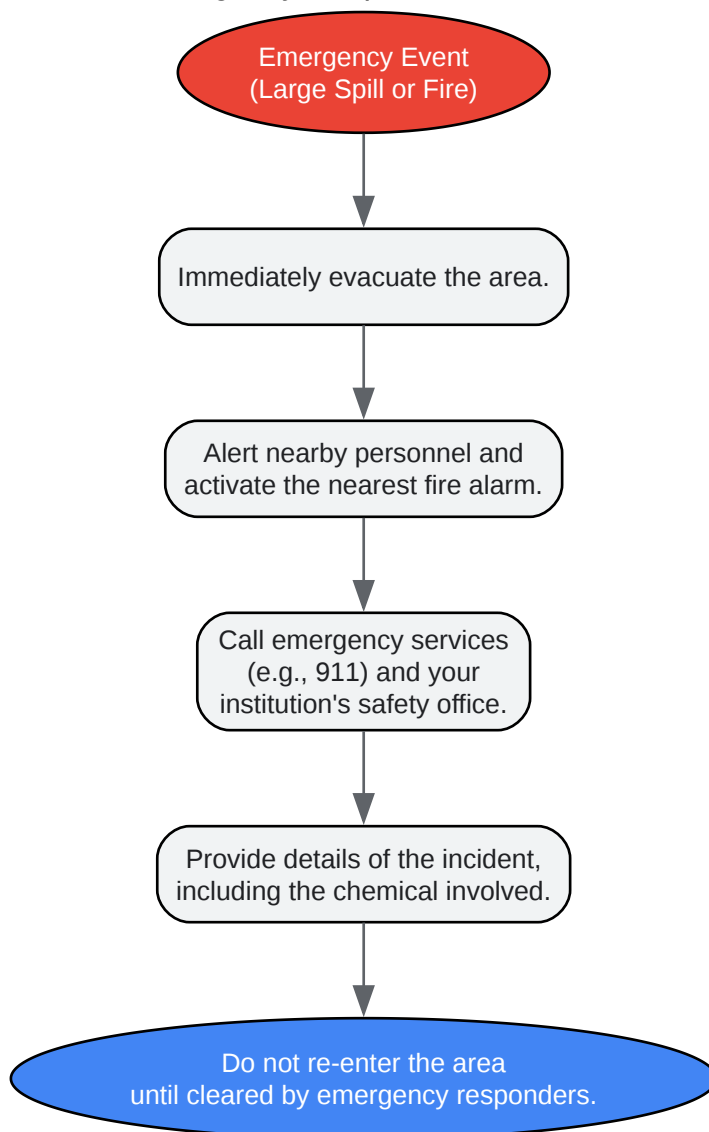 Emergency Event
(Large Spill or Fire)
Immediately evacuate the area.
Alert nearby personnel and
activate the nearest fire alarm.
Call emergency services
(e.g., 911) and your
institution's safety office.
Provide details of the incident,
including the chemical involved.
Do not re-enter the area
until cleared by emergency responders.